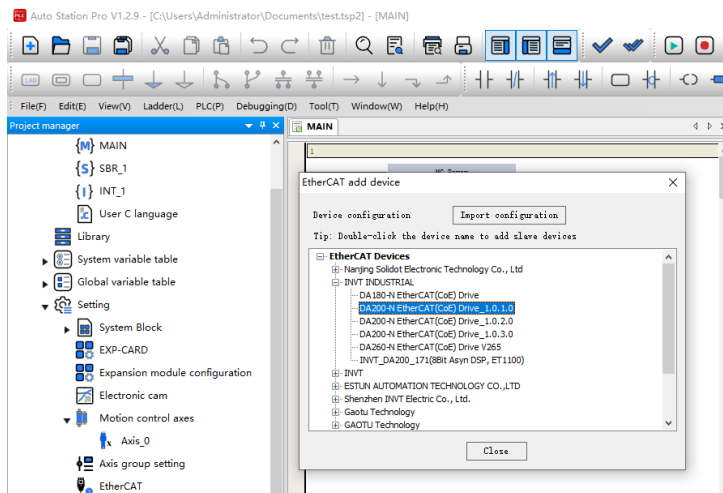 Auto Station Pro V1.2.9 - [C:\Users\Administrator\Documents\test.tsp2] - [MAIN]
LAB
File(F) Edit(E) View(V) Ladder(L) PLC(P) Debugging(D) Tool(T) Window(W) Help(H)
Project manager
MAIN
{M} MAIN
{S} SBR_1
{I} INT_1
User C language
Library
System variable table
Global variable table
Setting
System Block
EXP-CARD
Expansion module configuration
Electronic cam
Motion control axes
Axis_0
Axis group setting
EtherCAT
1
EtherCAT add device
Device configuration
Import configuration
Tip: Double-click the device name to add slave devices
EtherCAT Devices
Nanjing Solidot Electronic Technology Co., Ltd
INVT INDUSTRIAL
DA180-N EtherCAT(CoE) Drive
DA200-N EtherCAT(CoE) Drive_1.0.1.0
DA200-N EtherCAT(CoE) Drive_1.0.2.0
DA200-N EtherCAT(CoE) Drive_1.0.3.0
DA260-N EtherCAT(CoE) Drive V265
INVT_DA200_171(8Bit Asyn DSP, ET1100)
INVT
ESTUN AUTOMATION TECHNOLOGY CO.,LTD
Shenzhen INVT Electric Co., Ltd.
Gaotu Technology
GAOTU Technology
Close